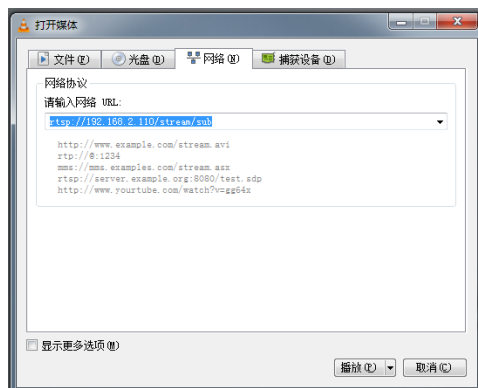 打开媒体
文件(F) 光盘(D) 网络(N) 捕获设备(D)
网络协议
请输入网络 URL:
rtsp://192.168.2.110/stream/sub
http://www.example.com/stream.avi
rtp://@:1234
mms://mms.examples.com/stream.asx
rtsp://server.example.org:8080/test.sdp
http://www.yourtube.com/watch?v=gg64x
显示更多选项(M)
播放(P) 取消(C)